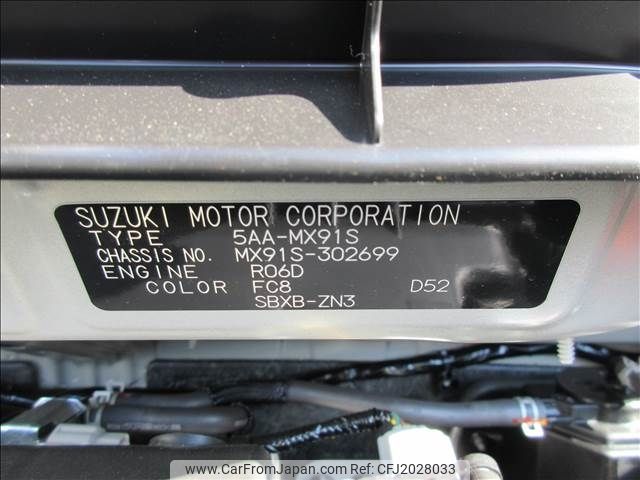 SUZUKI MOTOR CORPORATION
TYPE 5AA-MX91S
CHASSIS NO. MX91S-302699
ENGINE R06D
COLOR FC8 D52
SBXB-ZN3
www.CarFromJapan.com Photo Ref: CFJ2028033